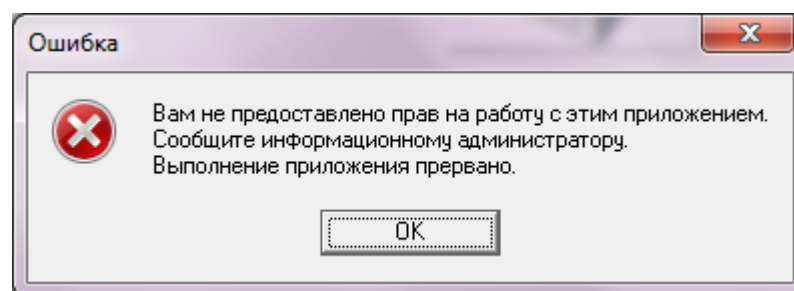 Ошибка
Вам не предоставлено прав на работу с этим приложением.
Сообщите информационному администратору.
Выполнение приложения прервано.
OK